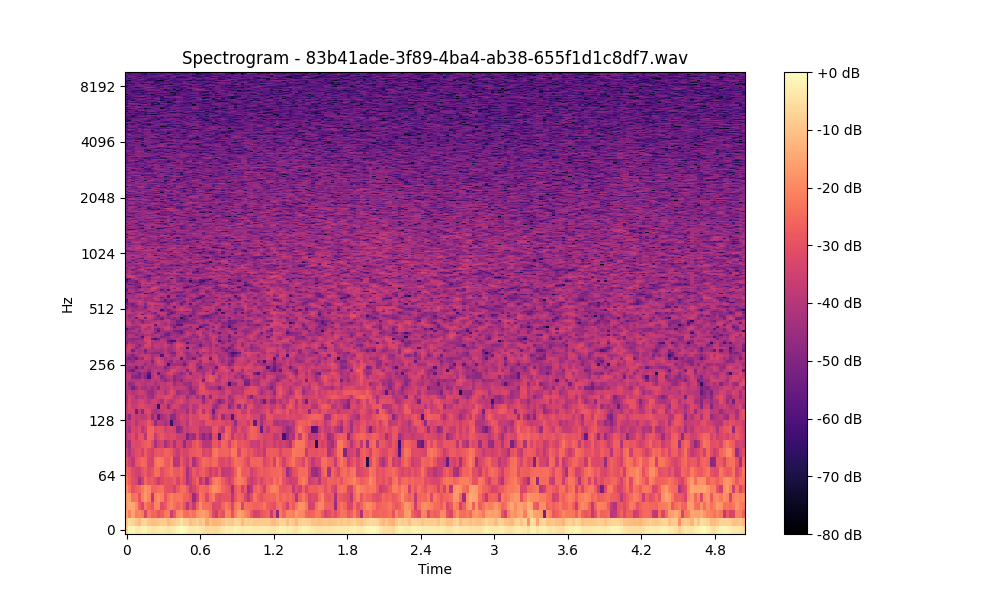 Spectrogram - 83b41ade-3f89-4ba4-ab38-655f1d1c8df7.wav
+0 dB
8192
-10 dB
4096
-20 dB
2048
-30 dB
1024
Hz
512
-40 dB
256
-50 dB
128
-60 dB
64
-70 dB
0
-80 dB
0 0.6 1.2 1.8 2.4 3 3.6 4.2 4.8
Time